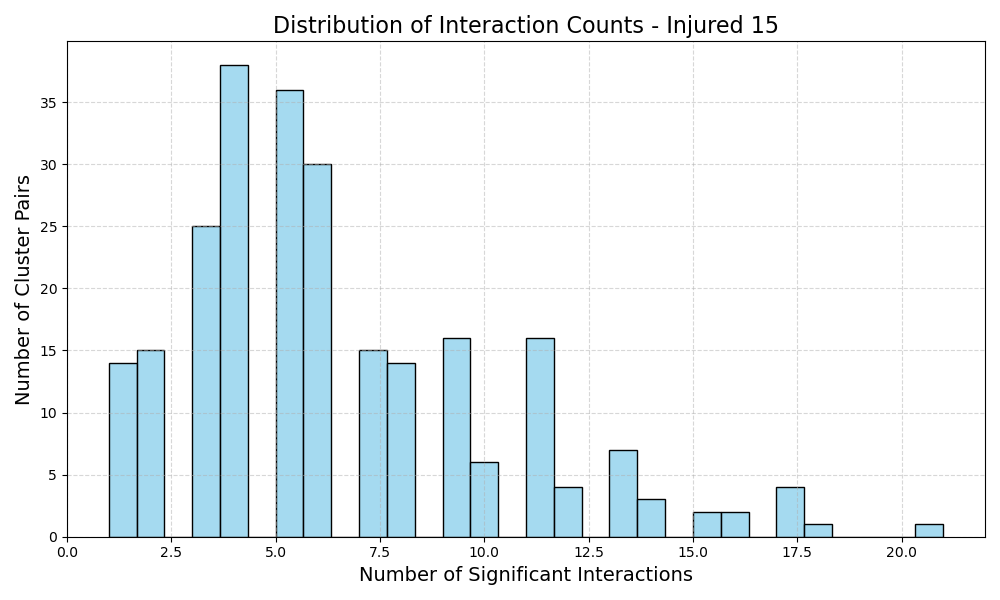 Distribution of Interaction Counts - Injured 15
Number of Cluster Pairs
35
30
25
20
15
10
5
0
0.0 2.5 5.0 7.5 10.0 12.5 15.0 17.5 20.0
Number of Significant Interactions